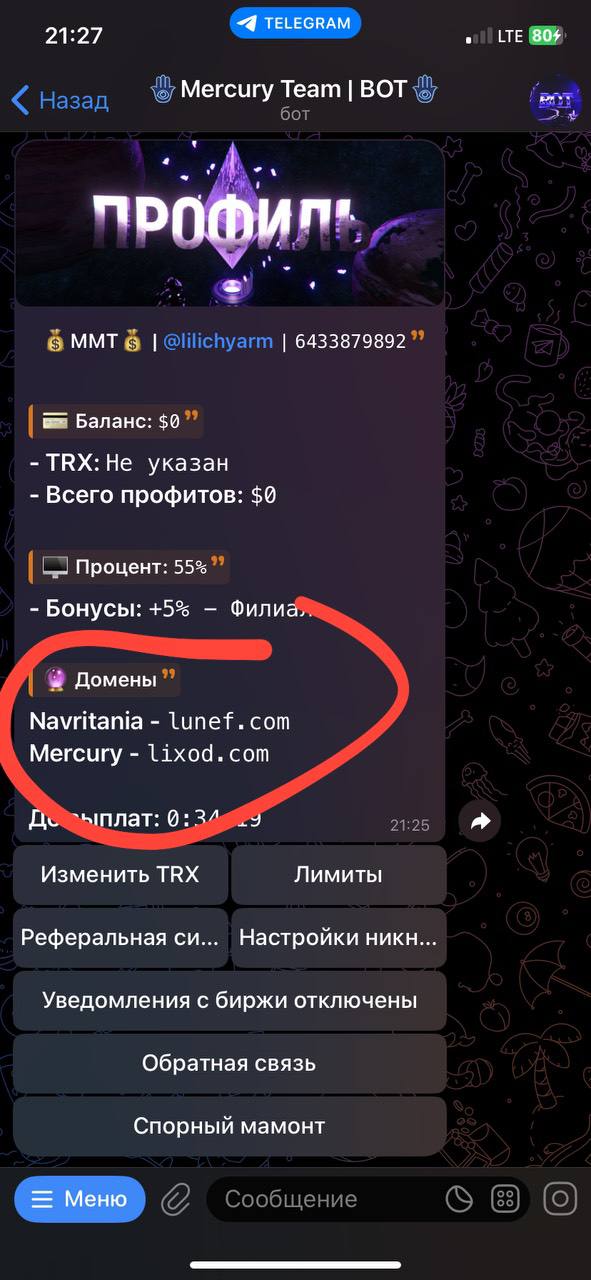 21:27
TELEGRAM
LTE 80
Назад
Mercury Team | BOT
бот
BOT
ПРОФИЛЬ
💰ММТ💰 | @lilichyarm | 6433879892
💳 Баланс: $0
- TRX: Не указан
- Всего профитов: $0
🖥 Процент: 55%
- Бонусы: +5% – Филиал
🔮 Домены
Navritania - lunef.com
Mercury - lixod.com
До выплат: 0:34:19
21:25
Изменить TRX
Лимиты
Реферальная си...
Настройки никн...
Уведомления с биржи отключены
Обратная связь
Спорный мамонт
Меню
Сообщение